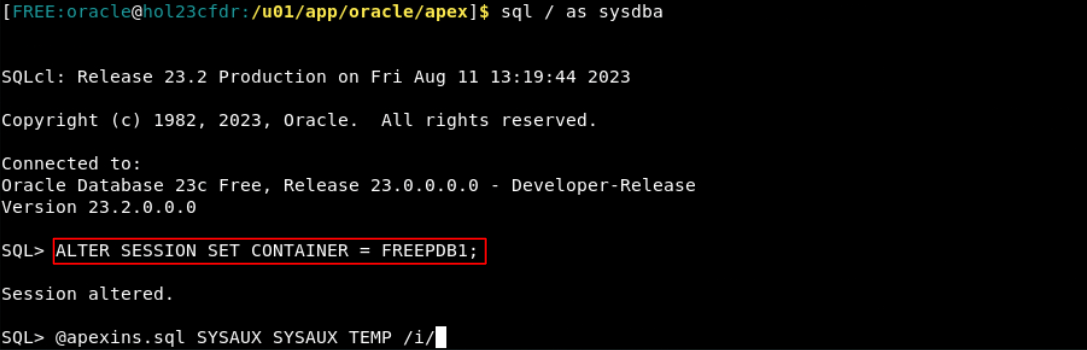 [FREE:oracle@hol23cfdr:/u01/app/oracle/apex]$ sql / as sysdba
SQLcl: Release 23.2 Production on Fri Aug 11 13:19:44 2023
Copyright (c) 1982, 2023, Oracle.  All rights reserved.
Connected to:
Oracle Database 23c Free, Release 23.0.0.0.0 - Developer-Release
Version 23.2.0.0.0
SQL> ALTER SESSION SET CONTAINER = FREEPDB1;
Session altered.
SQL> @apexins.sql SYSAUX SYSAUX TEMP /i/